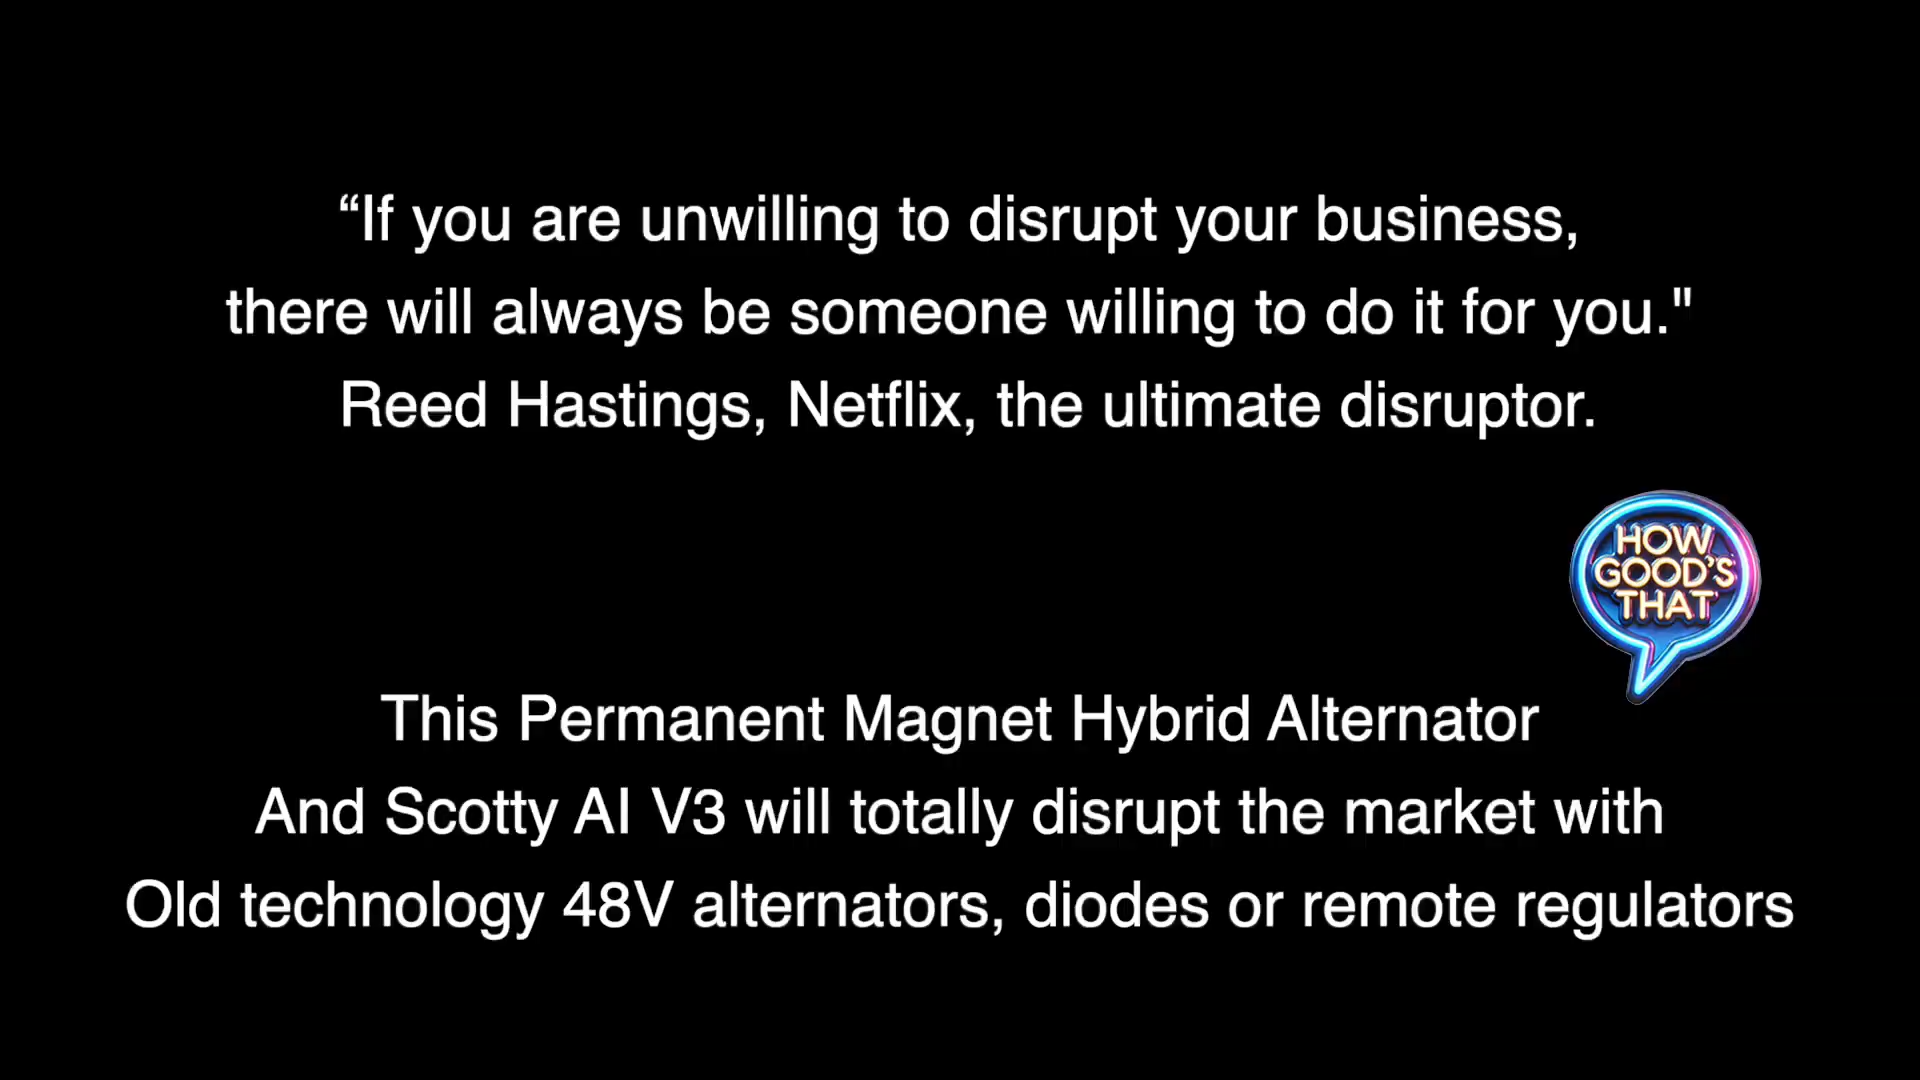 “If you are unwilling to disrupt your business,
there will always be someone willing to do it for you."
Reed Hastings, Netflix, the ultimate disruptor.
HOW
GOOD'S
THAT
This Permanent Magnet Hybrid Alternator
And Scotty AI V3 will totally disrupt the market with
Old technology 48V alternators, diodes or remote regulators